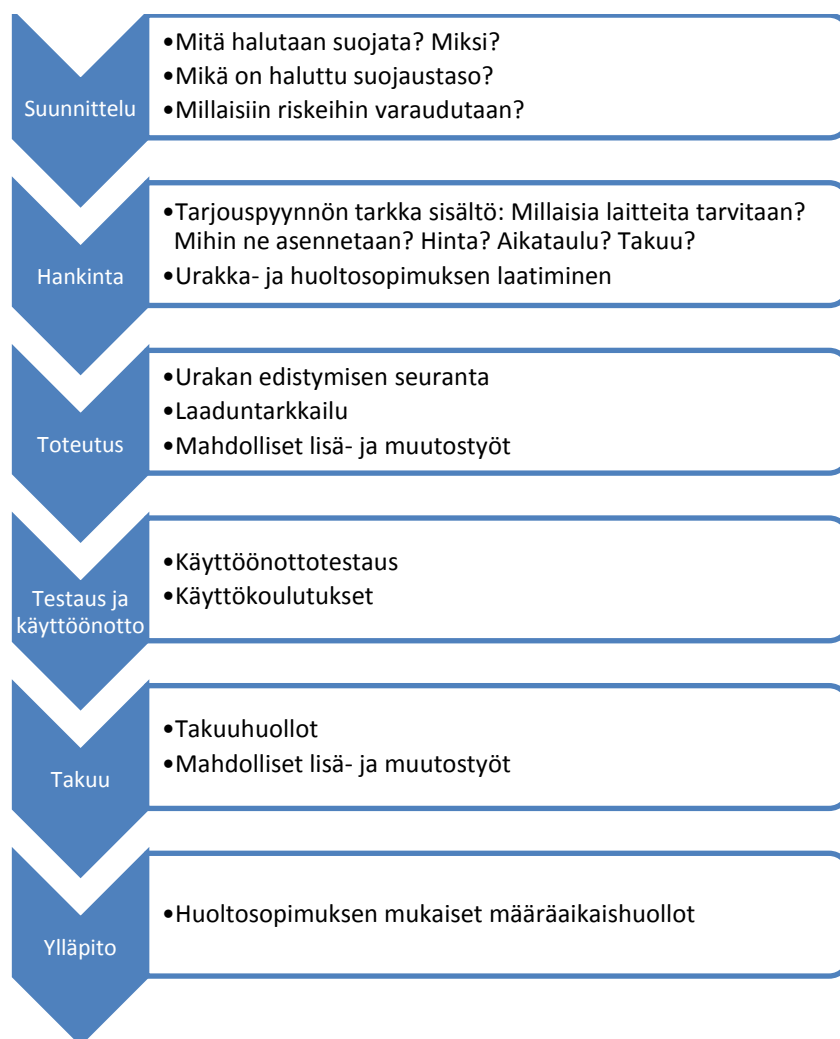 Suunnittelu
•Mitä halutaan suojata? Miksi?
•Mikä on haluttu suojaustaso?
•Millaisiin riskeihin varaudutaan?
Hankinta
•Tarjouspyynnön tarkka sisältö: Millaisia laitteita tarvitaan?
Mihin ne asennetaan? Hinta? Aikataulu? Takuu?
•Urakka- ja huoltosopimuksen laatiminen
Toteutus
•Urakan edistymisen seuranta
•Laaduntarkkailu
•Mahdolliset lisä- ja muutostyöt
Testaus ja
käyttöönotto
•Käyttöönottotestaus
•Käyttökoulutukset
Takuu
•Takuuhuollot
•Mahdolliset lisä- ja muutostyöt
Ylläpito
•Huoltosopimuksen mukaiset määräaikaishuollot